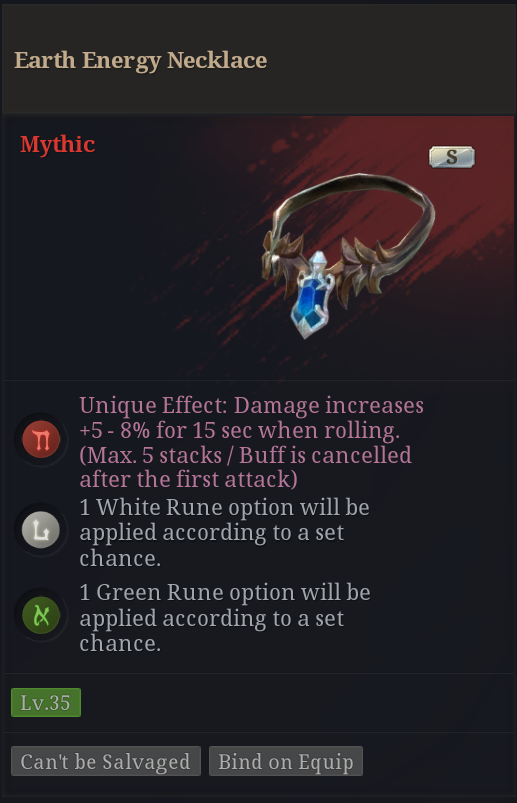 Earth Energy Necklace
Mythic
S
Unique Effect: Damage increases
+5 - 8% for 15 sec when rolling.
(Max. 5 stacks / Buff is cancelled
after the first attack)
1 White Rune option will be
applied according to a set
chance.
1 Green Rune option will be
applied according to a set
chance.
Lv.35
Can't be Salvaged Bind on Equip